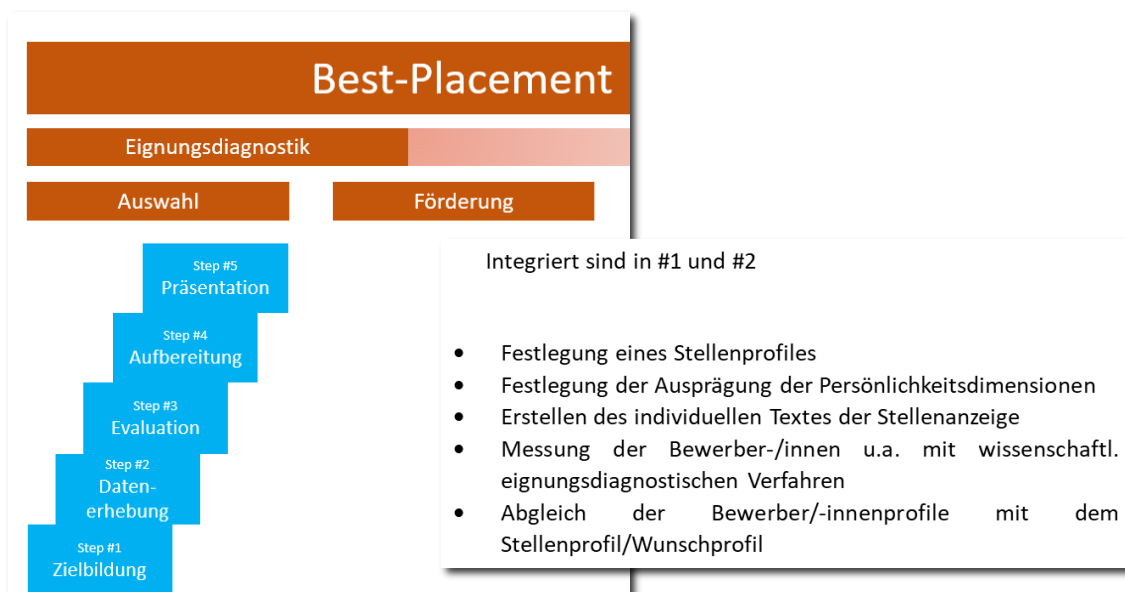 Best-Placement
Eignungsdiagnostik
Auswahl
Förderung
Step #5
Präsentation
Step #4
Aufbereitung
Step #3
Evaluation
Step #2
Daten-
erhebung
Step #1
Zielbildung
Integriert sind in #1 und #2
• Festlegung eines Stellenprofiles
• Festlegung der Ausprägung der Persönlichkeitsdimensionen
• Erstellen des individuellen Textes der Stellenanzeige
• Messung der Bewerber-/innen u.a. mit wissenschaftl.
eignungsdiagnostischen Verfahren
• Abgleich der Bewerber/-innenprofile mit dem
Stellenprofil/Wunschprofil